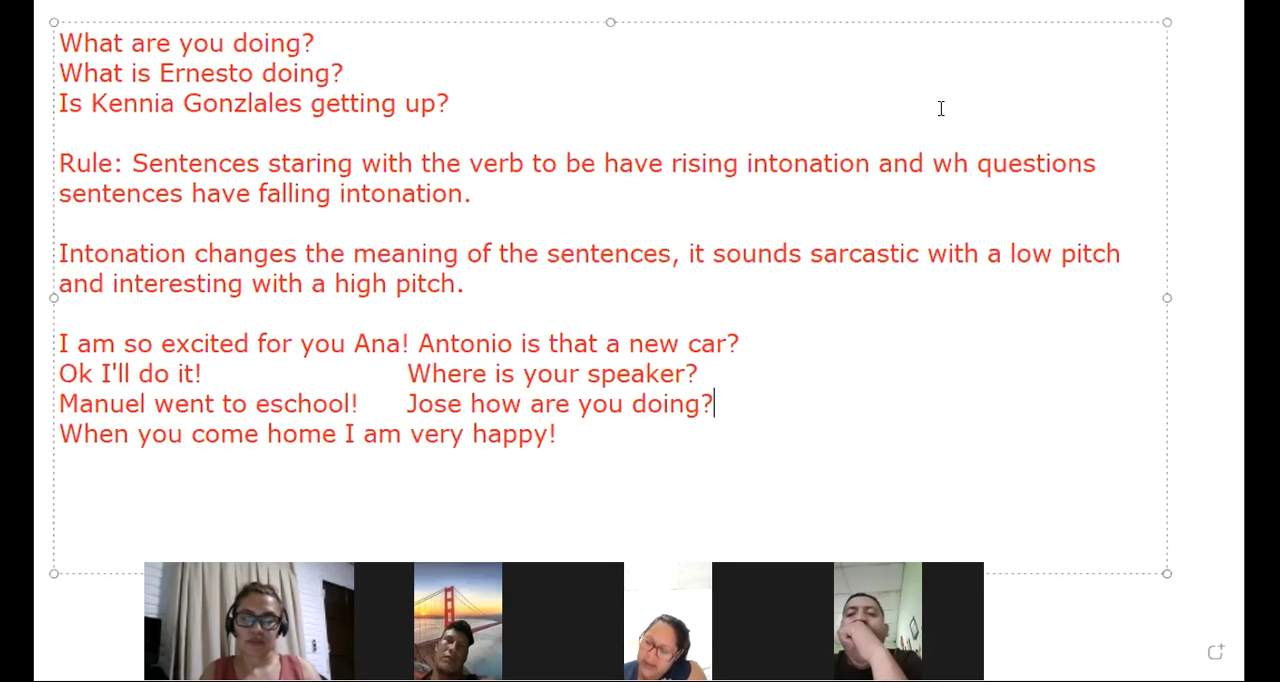 What are you doing?
What is Ernesto doing?
Is Kennia Gonzlales getting up?
Rule: Sentences staring with the verb to be have rising intonation and wh questions
sentences have falling intonation.
Intonation changes the meaning of the sentences, it sounds sarcastic with a low pitch
and interesting with a high pitch.
I am so excited for you Ana! Antonio is that a new car?
Ok I'll do it! Where is your speaker?
Manuel went to eschool! Jose how are you doing?
When you come home I am very happy!